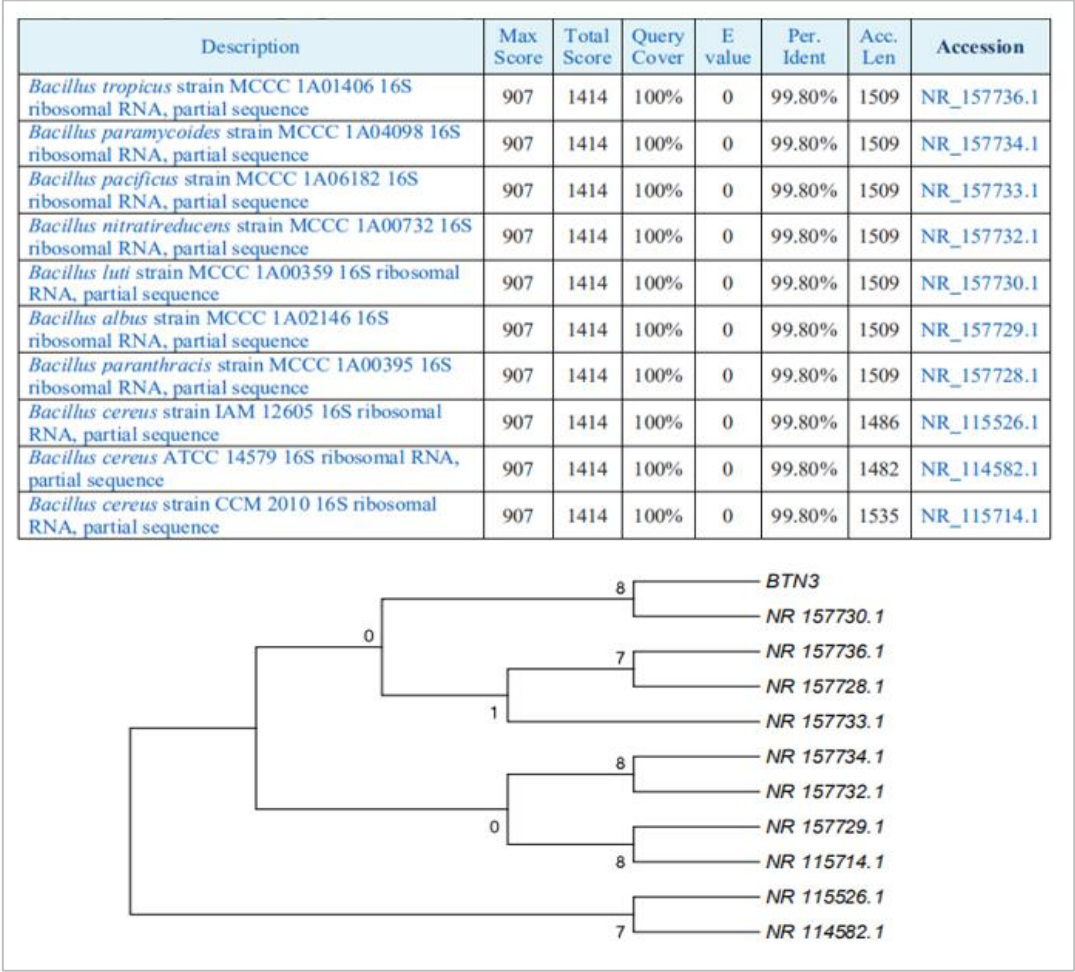 Description Max Score Total Score Query Cover E value Per. Ident Acc. Len Accession
Bacillus tropicus strain MCCC 1A01406 16S
ribosomal RNA, partial sequence 907 1414 100% 0 99.80% 1509 NR_157736.1
Bacillus paramycoides strain MCCC 1A04098 16S
ribosomal RNA, partial sequence 907 1414 100% 0 99.80% 1509 NR_157734.1
Bacillus pacificus strain MCCC 1A06182 16S
ribosomal RNA, partial sequence 907 1414 100% 0 99.80% 1509 NR_157733.1
Bacillus nitratireducens strain MCCC 1A00732 16S
ribosomal RNA, partial sequence 907 1414 100% 0 99.80% 1509 NR_157732.1
Bacillus luti strain MCCC 1A00359 16S ribosomal
RNA, partial sequence 907 1414 100% 0 99.80% 1509 NR_157730.1
Bacillus albus strain MCCC 1A02146 16S
ribosomal RNA, partial sequence 907 1414 100% 0 99.80% 1509 NR_157729.1
Bacillus paranthracis strain MCCC 1A00395 16S
ribosomal RNA, partial sequence 907 1414 100% 0 99.80% 1509 NR_157728.1
Bacillus cereus strain IAM 12605 16S ribosomal
RNA, partial sequence 907 1414 100% 0 99.80% 1486 NR_115526.1
Bacillus cereus ATCC 14579 16S ribosomal RNA,
partial sequence 907 1414 100% 0 99.80% 1482 NR_114582.1
Bacillus cereus strain CCM 2010 16S ribosomal
RNA, partial sequence 907 1414 100% 0 99.80% 1535 NR_115714.1
8 BTN3
NR 157730.1
0
7 NR 157736.1
NR 157728.1
1 NR 157733.1
8 NR 157734.1
NR 157732.1
0 NR 157729.1
8 NR 115714.1
NR 115526.1
7 NR 114582.1